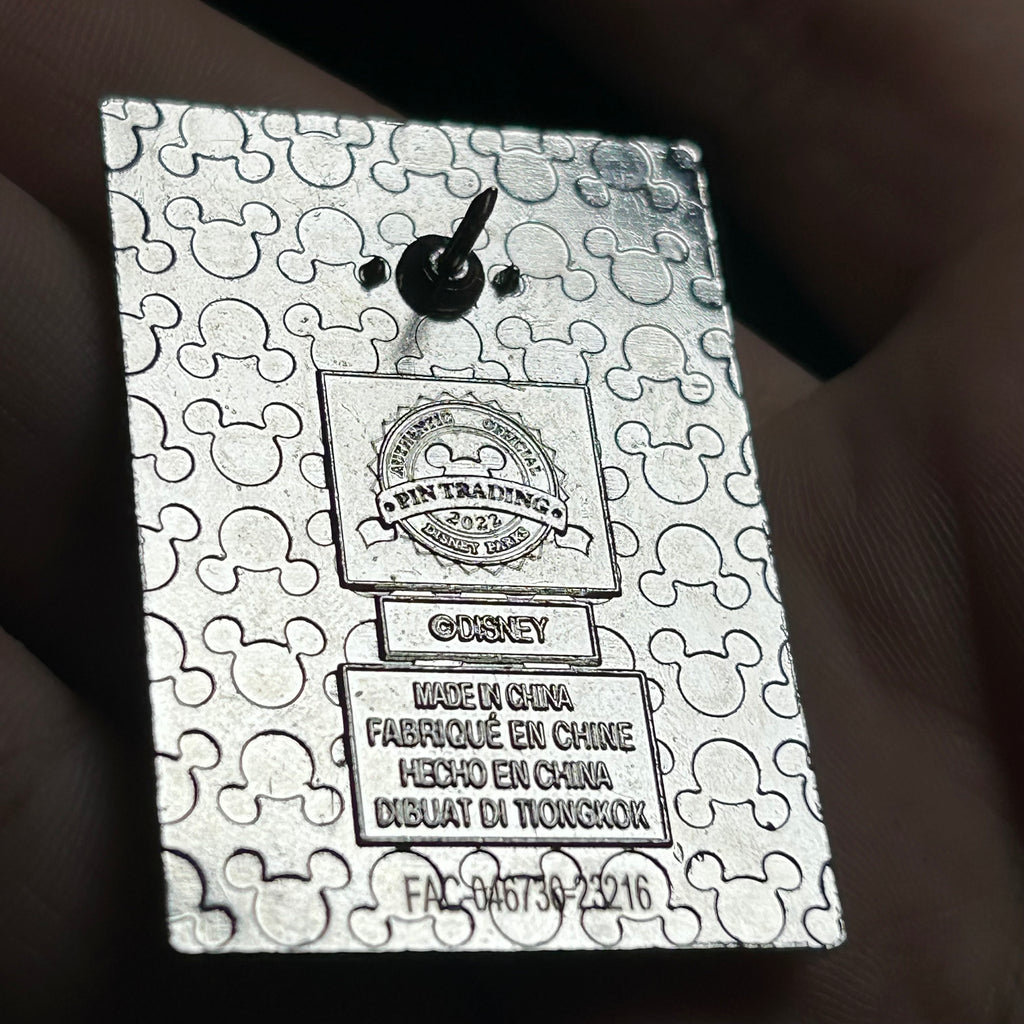 AUTHENTIC OFFICIAL
• PIN TRADING •
2022
DISNEY PARKS
©DISNEY
MADE IN CHINA
FABRIQUÉ EN CHINE
HECHO EN CHINA
DIBUAT DI TIONGKOK
FAC-046730-23216